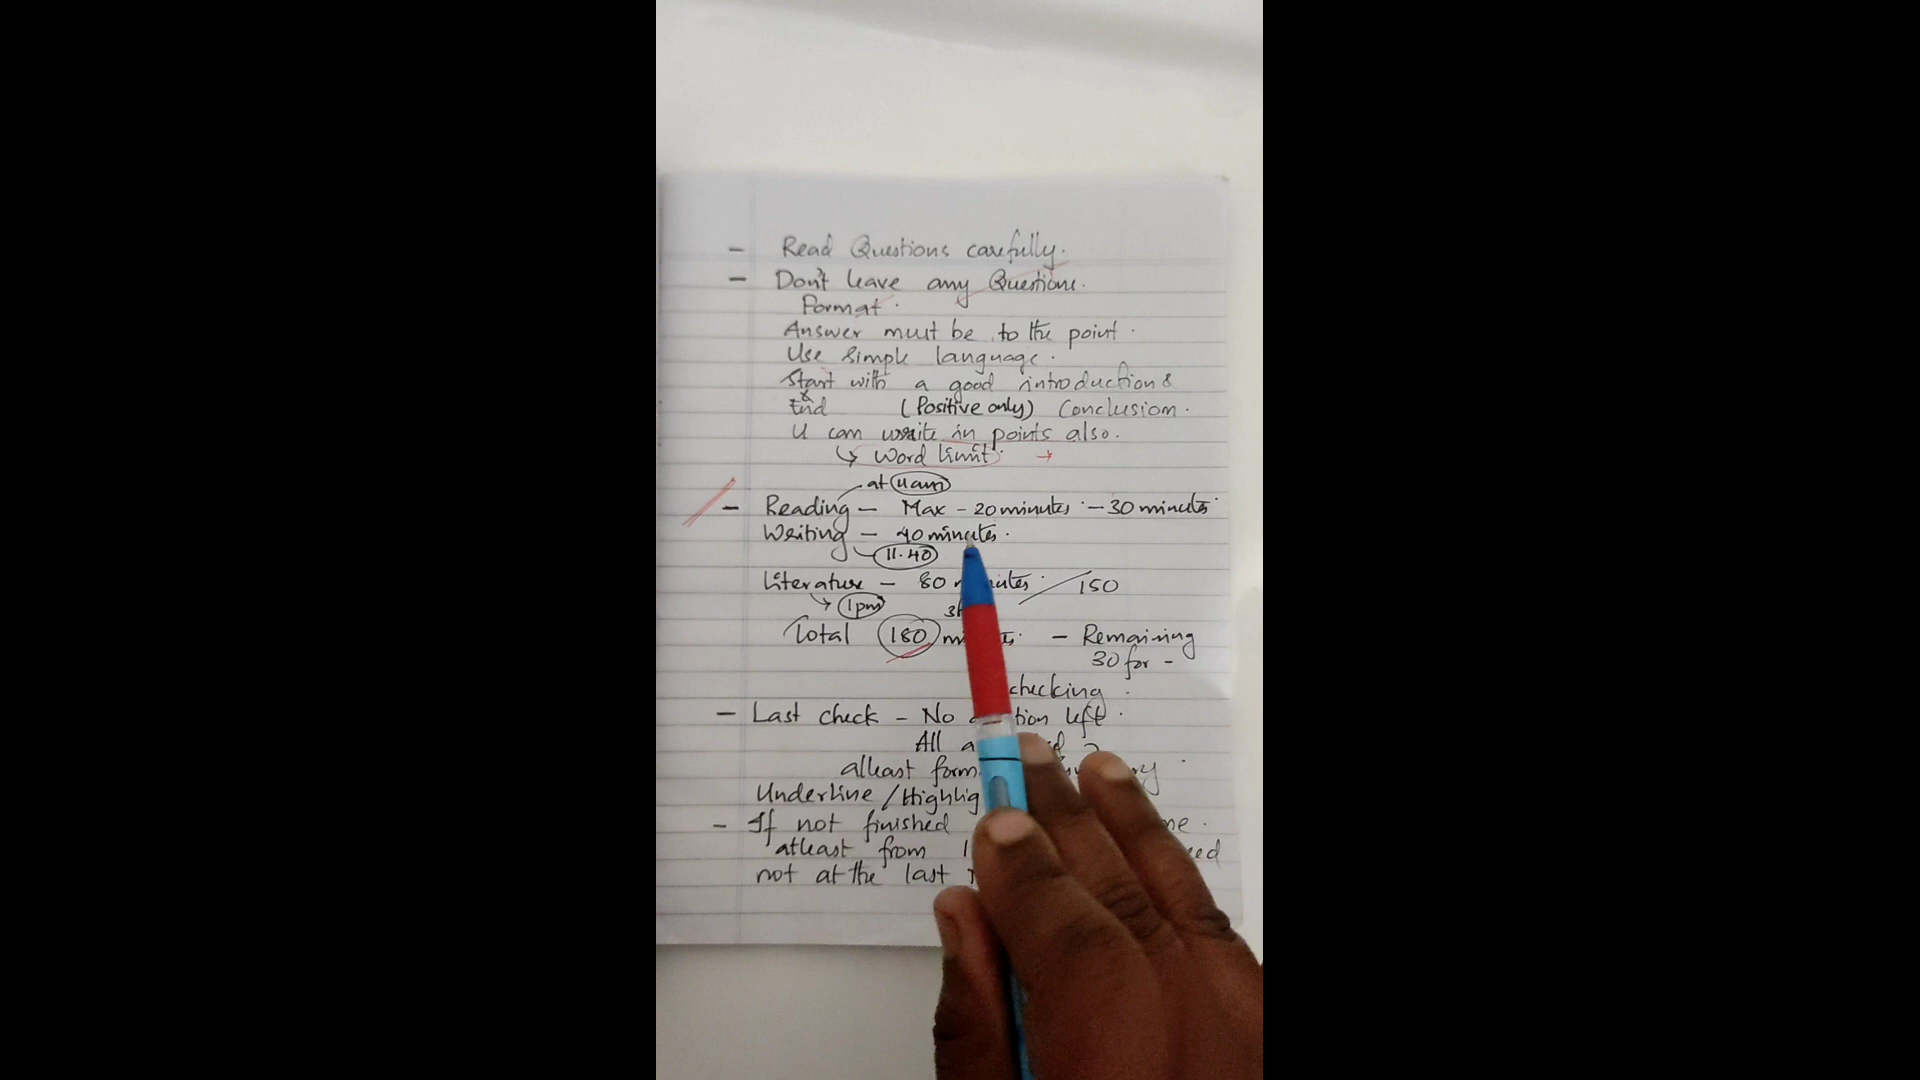 - Read Questions carefully.
- Don't leave any Questions.
Format.
Answer must be to the point.
Use simple language.
Start with a good introduction &
& End (Positive only) Conclusion.
U can write in points also.
↳ Word limit. →
at 11am
- Reading - Max - 20 minutes - 30 minutes
Writing - 40 minutes.
11.40
Literature - 80 minutes. 150
→ 1pm
Total 180 - Remaining
30 for -
checking.
- Last check - No left.
All
atleast
Underline /
- If not finished
atleast from
not at the last